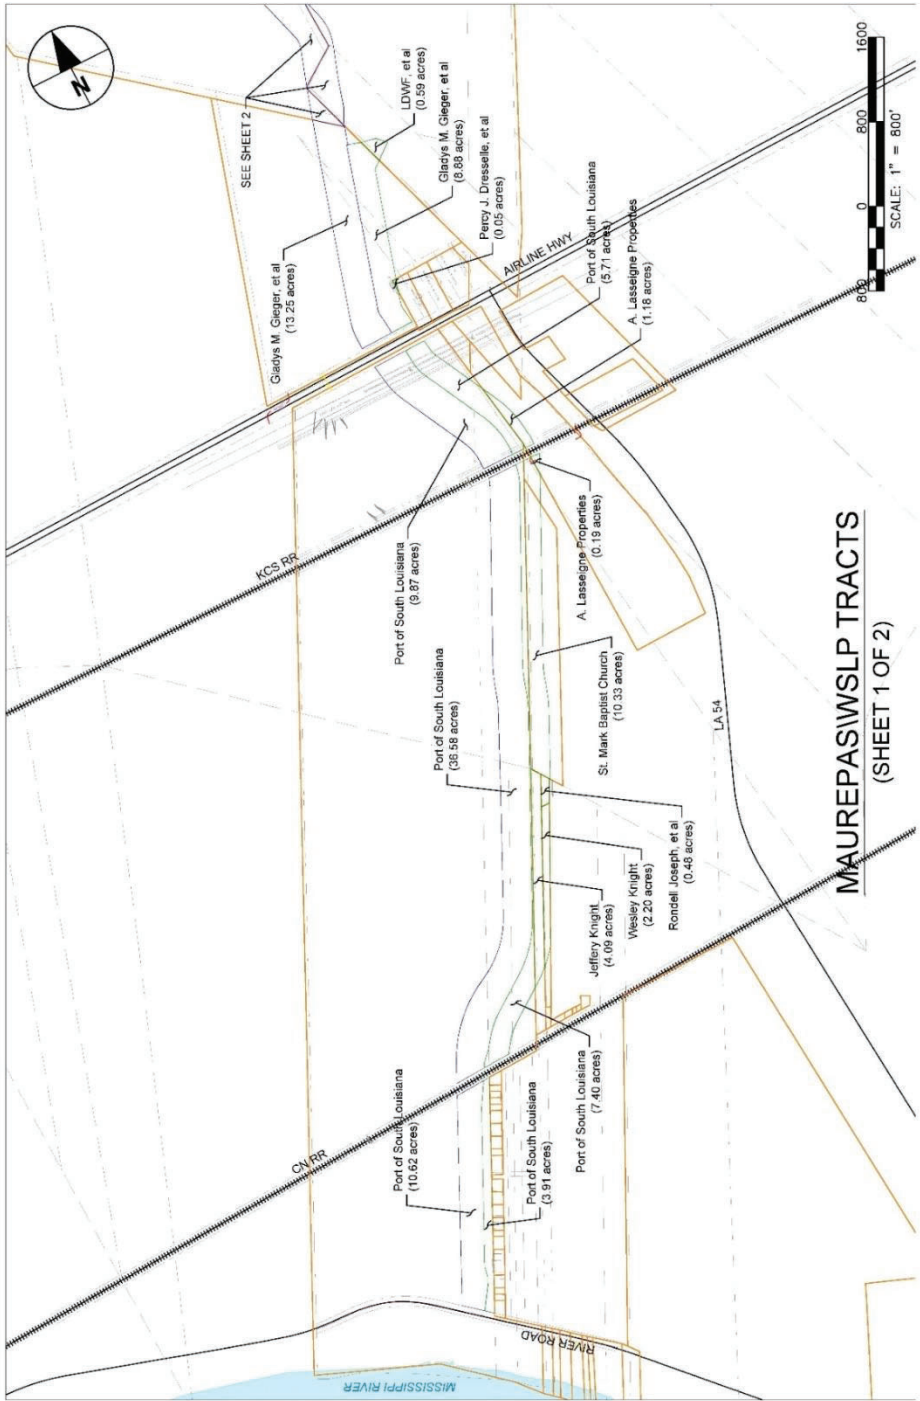 N
SEE SHEET 2
LDWF, et al
(0.59 acres)
Gladys M. Gieger, et al
(8.88 acres)
Percy J. Dresselle, et al
(0.05 acres)
Gladys M. Gieger, et al
(13.25 acres)
AIRLINE HWY
Port of South Louisiana
(5.71 acres)
A. Lasseigne Properties
(1.18 acres)
800
0
800
1600
SCALE: 1" = 800'
KCS RR
Port of South Louisiana
(9.87 acres)
A. Lasseigne Properties
(0.19 acres)
Port of South Louisiana
(36.58 acres)
St. Mark Baptist Church
(10.33 acres)
LA 54
Jeffery Knight
(4.09 acres)
Wesley Knight
(2.20 acres)
Rondell Joseph, et al
(0.48 acres)
CN RR
Port of South Louisiana
(10.62 acres)
Port of South Louisiana
(3.91 acres)
Port of South Louisiana
(7.40 acres)
RIVER ROAD
MISSISSIPPI RIVER
MAUREPAS\WSLP TRACTS
(SHEET 1 OF 2)